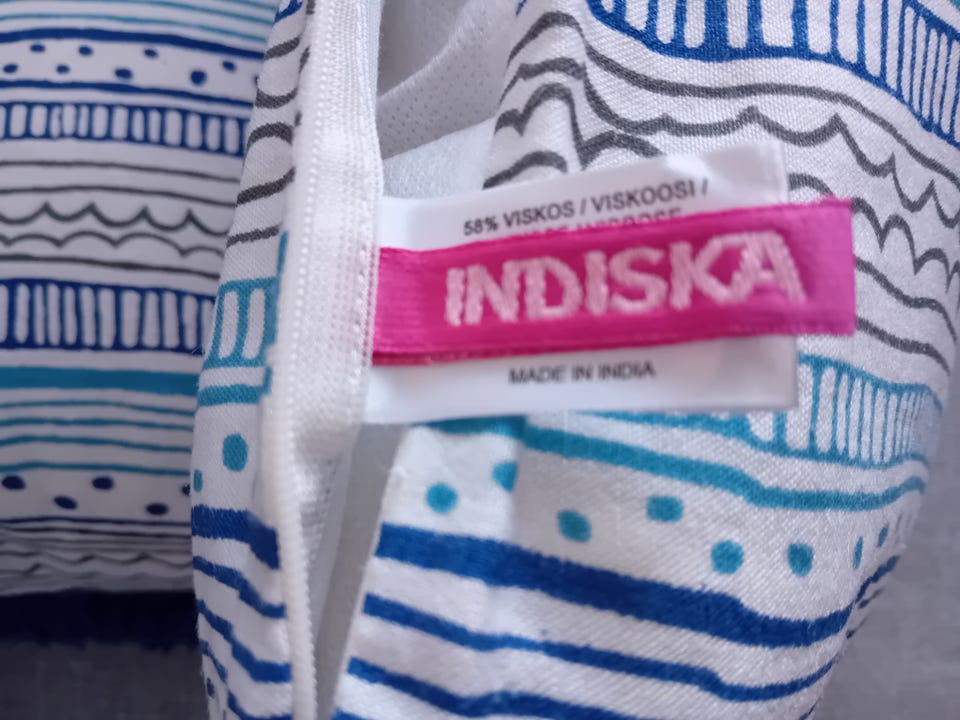 58% VISKOS / VISKOOSI /
INDISKA
MADE IN INDIA